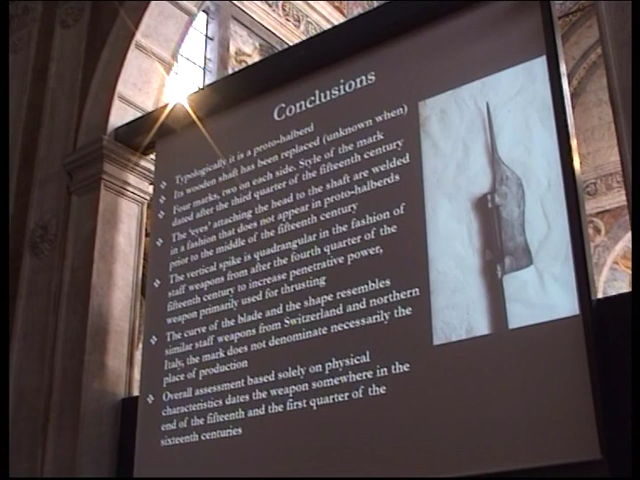 Conclusions
Typologically it is a proto-halberd
Its wooden shaft has been replaced (unknown when)
Four marks, two on each side. Style of the mark
dated after the third quarter of the fifteenth century
The 'eyes' attaching the head to the shaft are welded
in a fashion that does not appear in proto-halberds
prior to the middle of the fifteenth century
The vertical spike is quadrangular in the fashion of
staff weapons from after the fourth quarter of the
fifteenth century to increase penetrative power,
weapon primarily used for thrusting
The curve of the blade and the shape resembles
similar staff weapons from Switzerland and northern
Italy, the mark does not denominate necessarily the
place of production
Overall assessment based solely on physical
characteristics dates the weapon somewhere in the
end of the fifteenth and the first quarter of the
sixteenth centuries